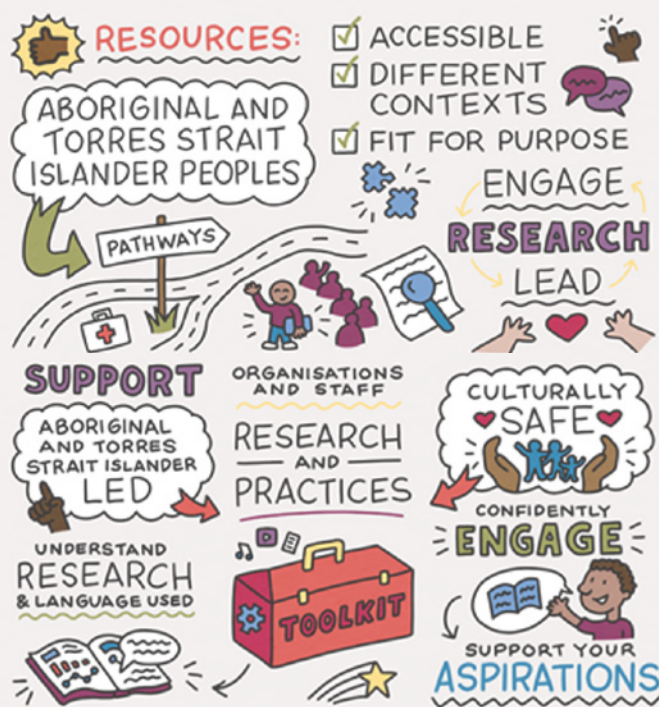 RESOURCES:
ABORIGINAL AND
TORRES STRAIT
ISLANDER PEOPLES
PATHWAYS
ACCESSIBLE
DIFFERENT
CONTEXTS
FIT FOR PURPOSE
ENGAGE
RESEARCH
LEAD
SUPPORT
ABORIGINAL
AND TORRES
STRAIT ISLANDER
LED
ORGANISATIONS
AND STAFF
RESEARCH
AND
PRACTICES
CULTURALLY
SAFE
CONFIDENTLY
ENGAGE
UNDERSTAND
RESEARCH
& LANGUAGE USED
TOOLKIT
SUPPORT YOUR
ASPIRATIONS